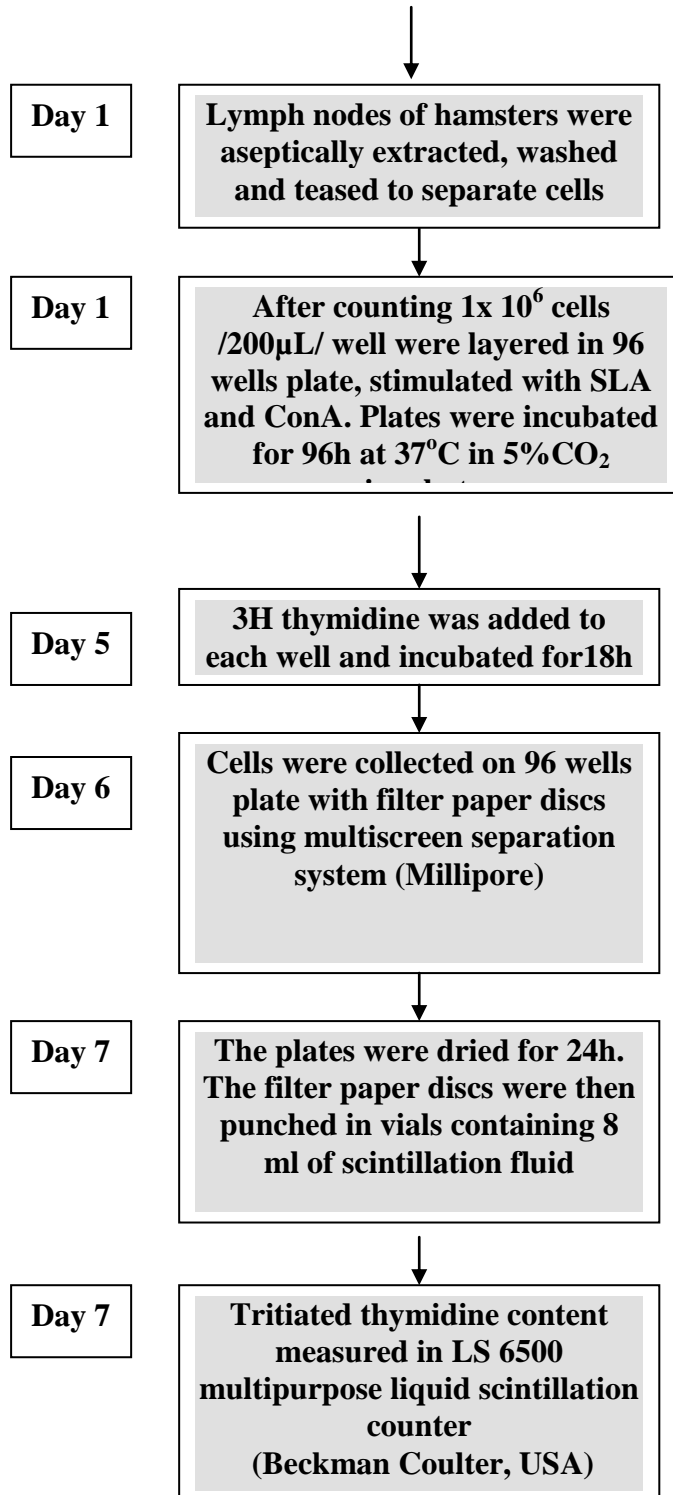 Day 1
Lymph nodes of hamsters were
aseptically extracted, washed
and teased to separate cells
Day 1
After counting 1x 10⁶ cells
/200µL/ well were layered in 96
wells plate, stimulated with SLA
and ConA. Plates were incubated
for 96h at 37°C in 5%CO₂
Day 5
3H thymidine was added to
each well and incubated for18h
Day 6
Cells were collected on 96 wells
plate with filter paper discs
using multiscreen separation
system (Millipore)
Day 7
The plates were dried for 24h.
The filter paper discs were then
punched in vials containing 8
ml of scintillation fluid
Day 7
Tritiated thymidine content
measured in LS 6500
multipurpose liquid scintillation
counter
(Beckman Coulter, USA)